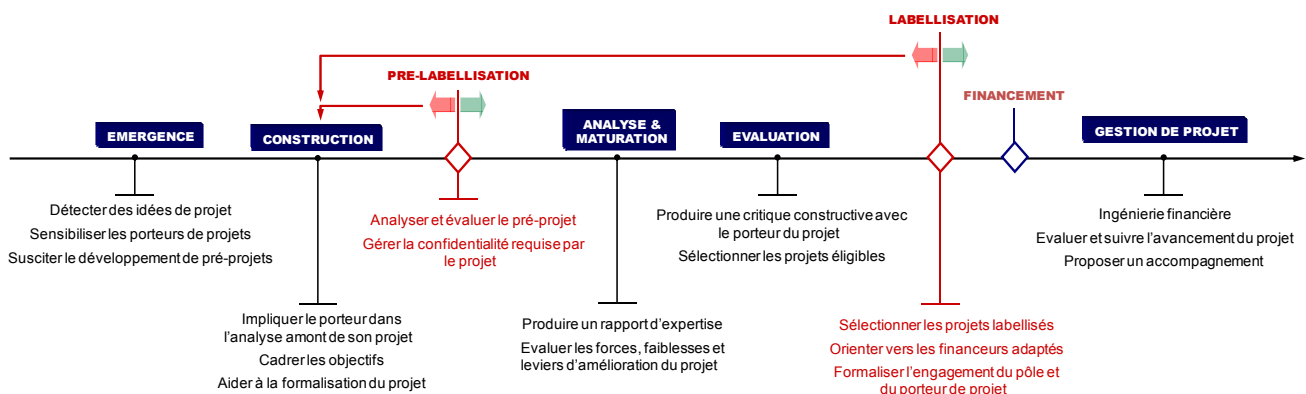 LABELLISATION
PRE-LABELLISATION
FINANCEMENT
EMERGENCE
CONSTRUCTION
ANALYSE &
MATURATION
EVALUATION
GESTION DE PROJET
Détecter des idées de projet
Sensibiliser les porteurs de projets
Susciter le développement de pré-projets
Impliquer le porteur dans
l'analyse amont de son projet
Cadrer les objectifs
Aider à la formalisation du projet
Analyser et évaluer le pré-projet
Gérer la confidentialité requise par
le projet
Produire un rapport d'expertise
Evaluer les forces, faiblesses et
leviers d'amélioration du projet
Produire une critique constructive avec
le porteur du projet
Sélectionner les projets éligibles
Sélectionner les projets labellisés
Orienter vers les financeurs adaptés
Formaliser l'engagement du pôle et
du porteur de projet
Ingénierie financière
Evaluer et suivre l'avancement du projet
Proposer un accompagnement